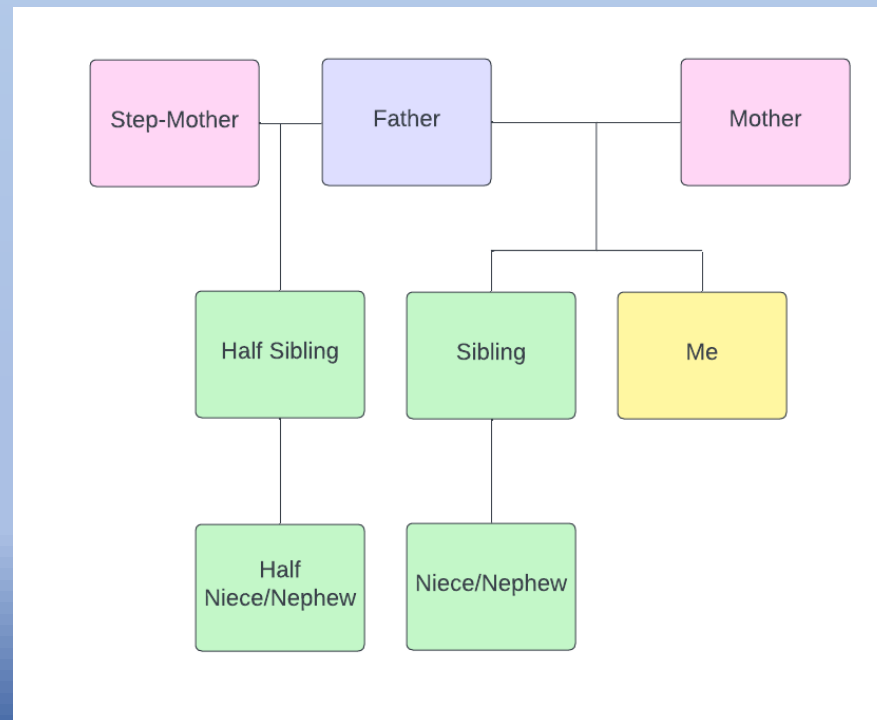 Step-Mother
Father
Mother
Half Sibling
Sibling
Me
Half
Niece/Nephew
Niece/Nephew